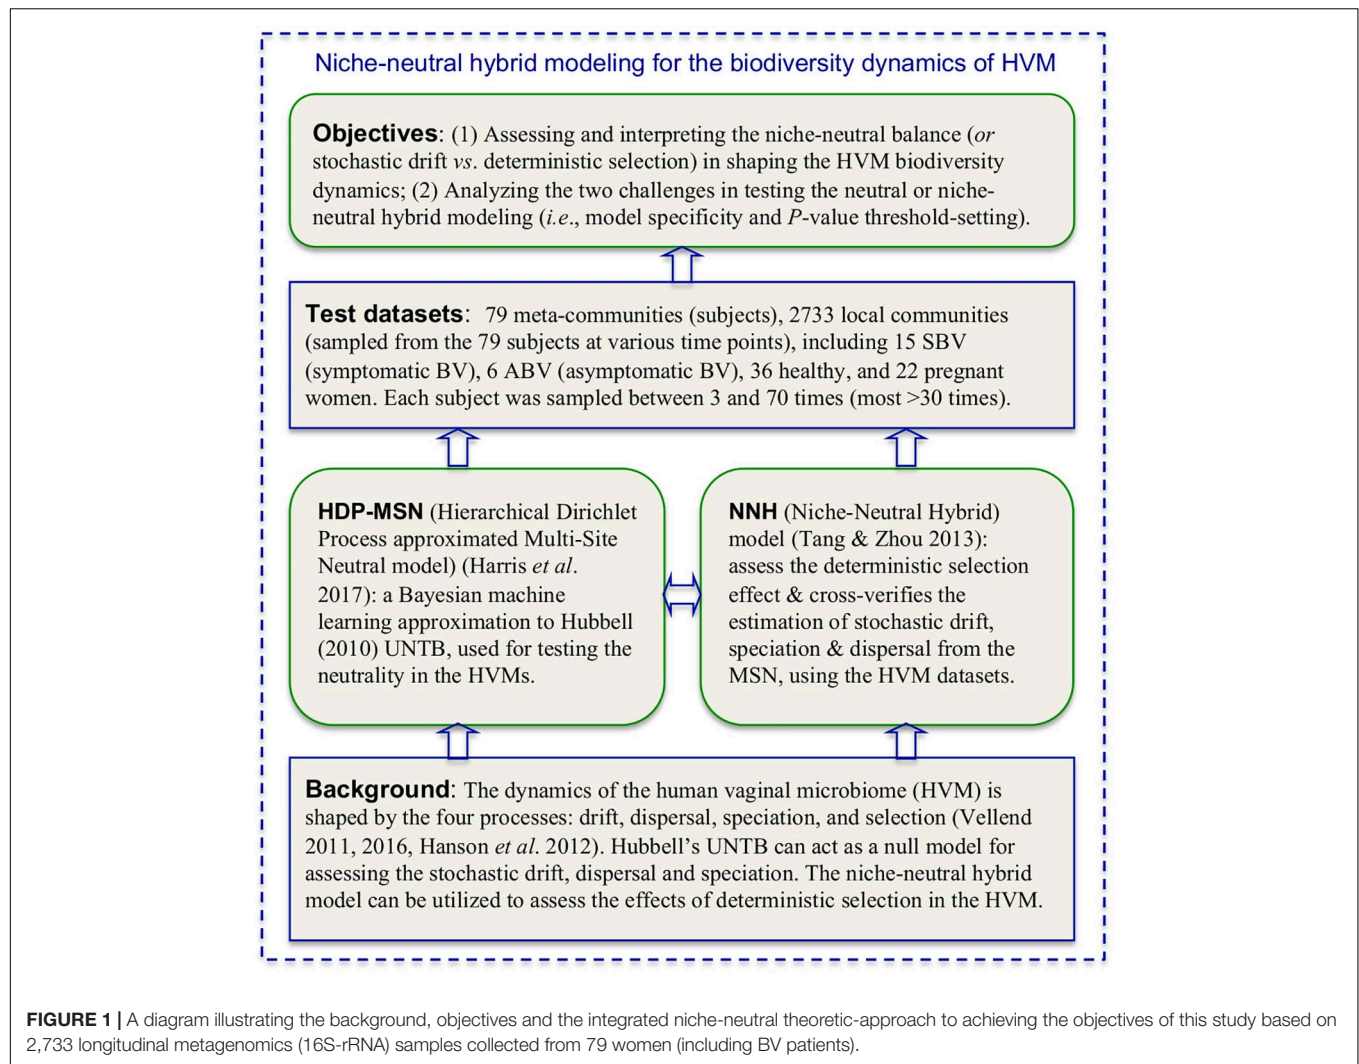 Niche-neutral hybrid modeling for the biodiversity dynamics of HVM
Objectives: (1) Assessing and interpreting the niche-neutral balance (or
stochastic drift vs. deterministic selection) in shaping the HVM biodiversity
dynamics; (2) Analyzing the two challenges in testing the neutral or niche-
neutral hybrid modeling (i.e., model specificity and P-value threshold-setting).
Test datasets: 79 meta-communities (subjects), 2733 local communities
(sampled from the 79 subjects at various time points), including 15 SBV
(symptomatic BV), 6 ABV (asymptomatic BV), 36 healthy, and 22 pregnant
women. Each subject was sampled between 3 and 70 times (most >30 times).
HDP-MSN (Hierarchical Dirichlet
Process approximated Multi-Site
Neutral model) (Harris et al.
2017): a Bayesian machine
learning approximation to Hubbell
(2010) UNTB, used for testing the
neutrality in the HVMs.
NNH (Niche-Neutral Hybrid)
model (Tang & Zhou 2013):
assess the deterministic selection
effect & cross-verifies the
estimation of stochastic drift,
speciation & dispersal from the
MSN, using the HVM datasets.
Background: The dynamics of the human vaginal microbiome (HVM) is
shaped by the four processes: drift, dispersal, speciation, and selection (Vellend
2011, 2016, Hanson et al. 2012). Hubbell's UNTB can act as a null model for
assessing the stochastic drift, dispersal and speciation. The niche-neutral hybrid
model can be utilized to assess the effects of deterministic selection in the HVM.
FIGURE 1 | A diagram illustrating the background, objectives and the integrated niche-neutral theoretic-approach to achieving the objectives of this study based on
2,733 longitudinal metagenomics (16S-rRNA) samples collected from 79 women (including BV patients).